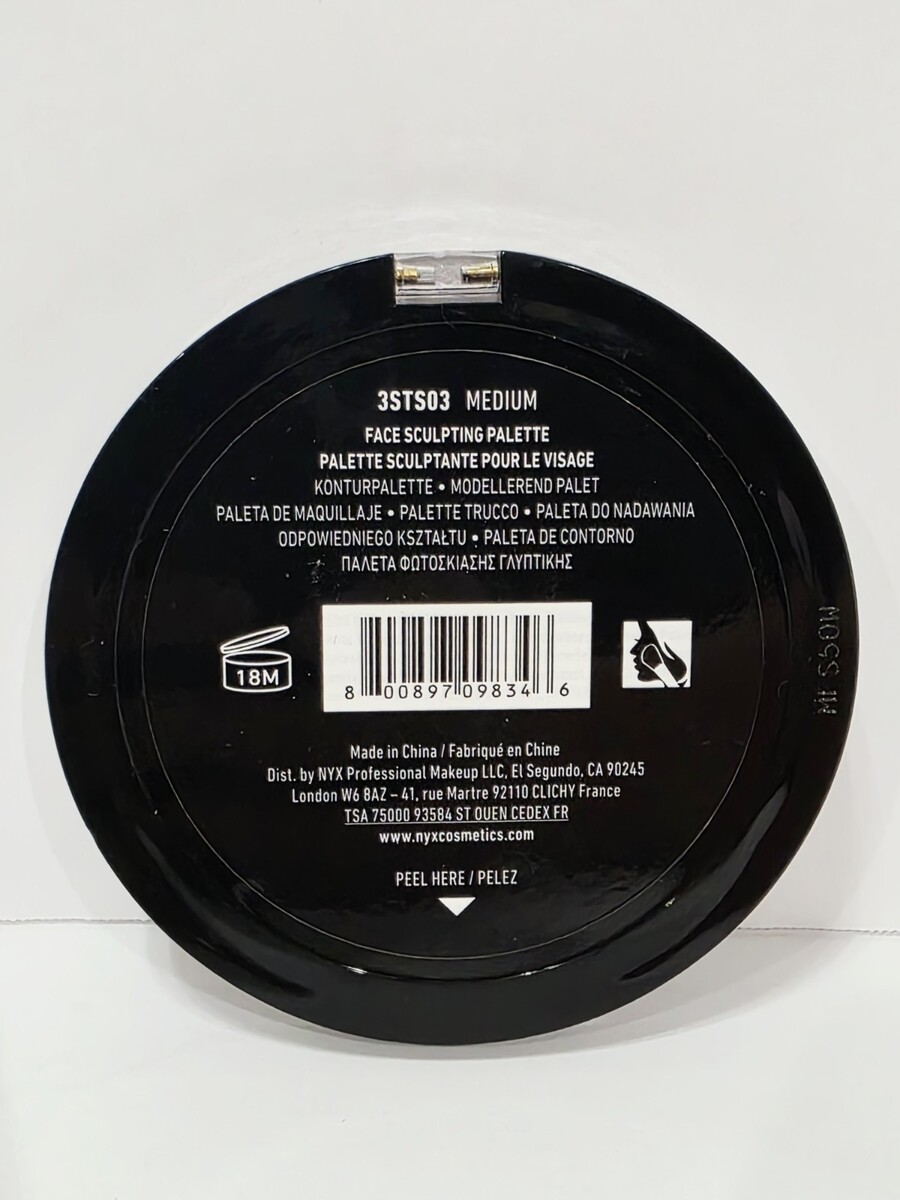 3STS03 MEDIUM
FACE SCULPTING PALETTE
PALETTE SCULPTANTE POUR LE VISAGE
KONTURPALETTE • MODELLEREND PALET
PALETA DE MAQUILLAJE • PALETTE TRUCCO • PALETA DO NADAWANIA
ODPOWIEDNIEGO KSZTAŁTU • PALETA DE CONTORNO
ΠΑΛΕΤΑ ΦΩΤΟΣΚΙΑΣΗΣ ΓΛΥΠΤΙΚΗΣ
18M
8 00897 09834 6
Made in China / Fabriqué en Chine
Dist. by NYX Professional Makeup LLC, El Segundo, CA 90245
London W6 8AZ – 41, rue Martre 92110 CLICHY France
TSA 75000 93584 ST OUEN CEDEX FR
www.nyxcosmetics.com
PEEL HERE / PELEZ